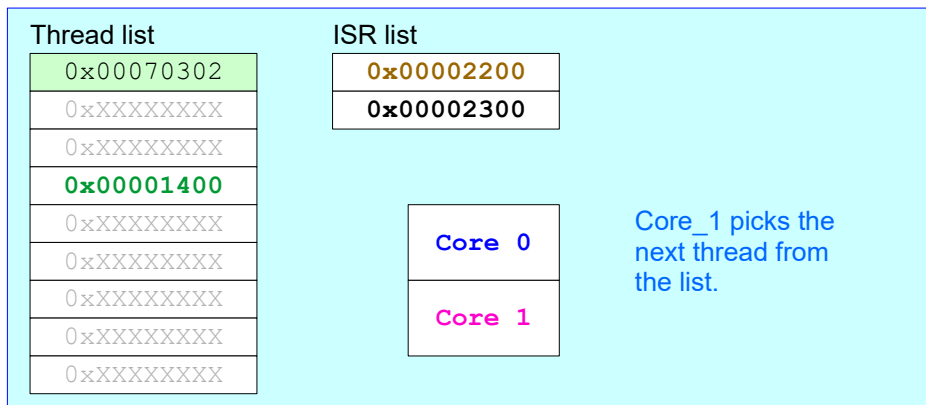 Thread list
0x00070302
0xXXXXXXXX
0xXXXXXXXX
0x00001400
0xXXXXXXXX
0xXXXXXXXX
0xXXXXXXXX
0xXXXXXXXX
0xXXXXXXXX
ISR list
0x00002200
0x00002300
Core 0
Core 1
Core_1 picks the
next thread from
the list.